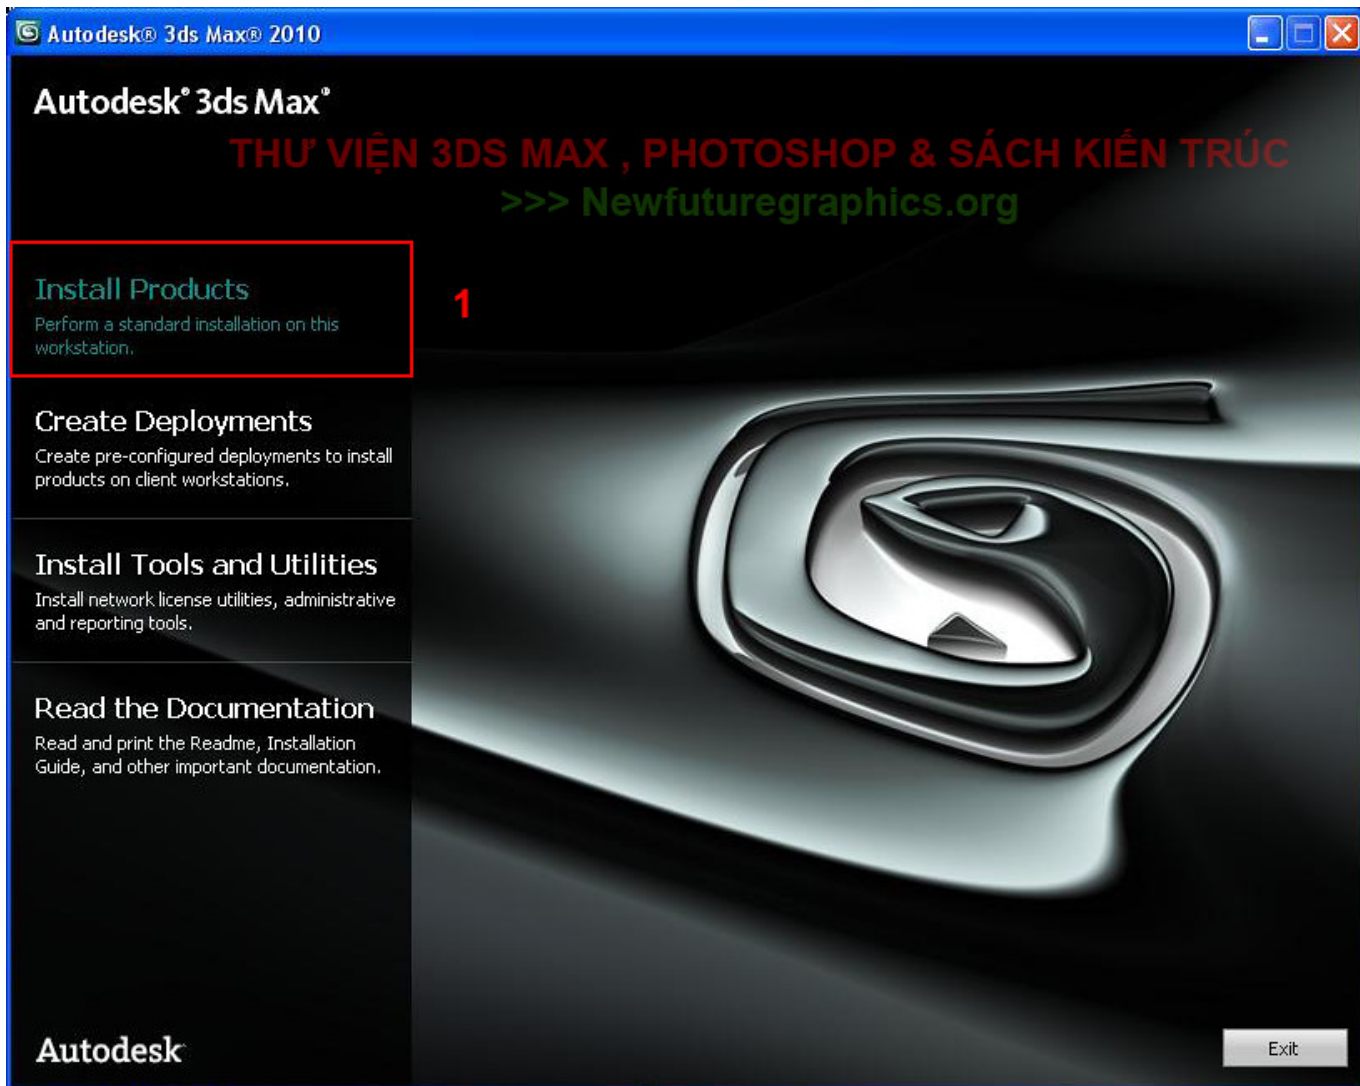 Autodesk® 3ds Max® 2010
Autodesk® 3ds Max®
THƯ VIỆN 3DS MAX , PHOTOSHOP & SÁCH KIẾN TRÚC
>>> Newfuturegraphics.org
Install Products
1
Perform a standard installation on this
workstation.
Create Deployments
Create pre-configured deployments to install
products on client workstations.
Install Tools and Utilities
Install network license utilities, administrative
and reporting tools.
Read the Documentation
Read and print the Readme, Installation
Guide, and other important documentation.
Autodesk
Exit